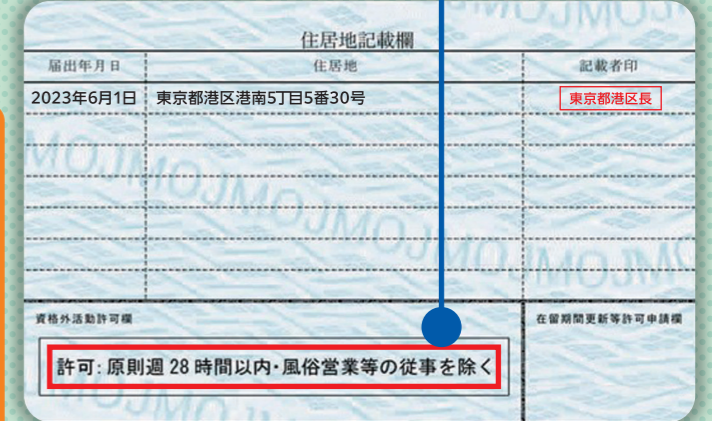 住居地記載欄
届出年月日 住居地 記載者印
2023年6月1日 東京都港区港南5丁目5番30号 東京都港区長
資格外活動許可欄 在留期間更新等許可申請欄
許可: 原則週 28 時間以内・風俗営業等の従事を除く
MOJMOJMOJMOJMOJMOJMO